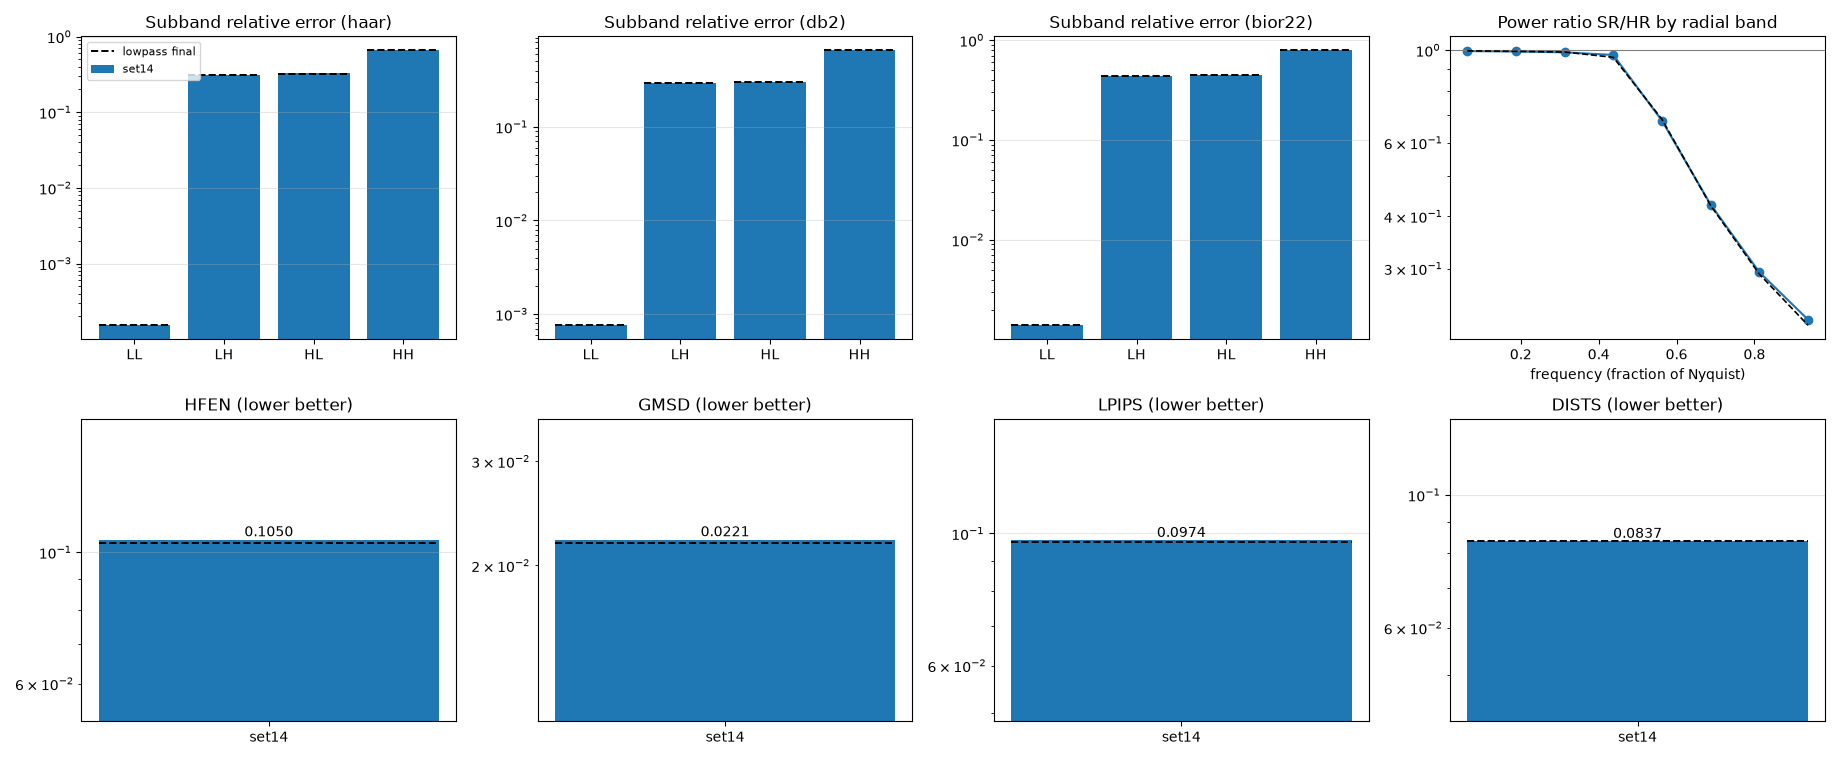 Subband relative error (haar)
10⁰
10⁻¹
10⁻²
10⁻³
lowpass final
set14
LL LH HL HH
Subband relative error (db2)
10⁻¹
10⁻²
10⁻³
LL LH HL HH
Subband relative error (bior22)
10⁰
10⁻¹
10⁻²
LL LH HL HH
Power ratio SR/HR by radial band
10⁰
6 × 10⁻¹
4 × 10⁻¹
3 × 10⁻¹
0.2 0.4 0.6 0.8
frequency (fraction of Nyquist)
HFEN (lower better)
10⁻¹
6 × 10⁻²
0.1050
set14
GMSD (lower better)
3 × 10⁻²
2 × 10⁻²
0.0221
set14
LPIPS (lower better)
10⁻¹
6 × 10⁻²
0.0974
set14
DISTS (lower better)
10⁻¹
6 × 10⁻²
0.0837
set14